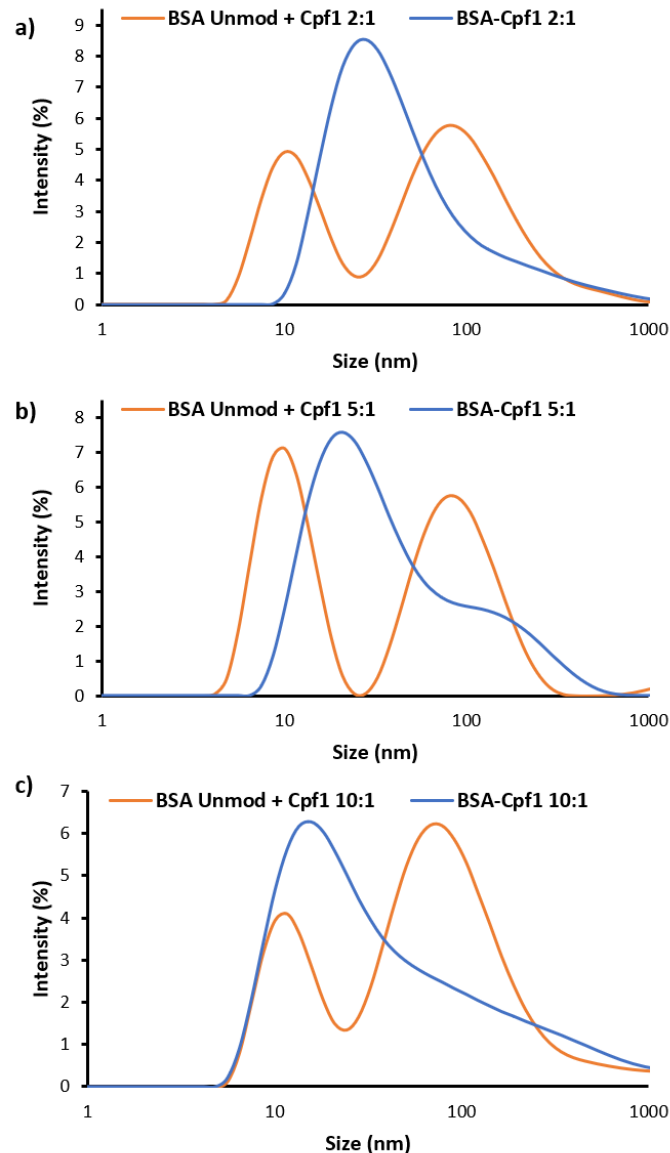 a)
BSA Unmod + Cpf1 2:1 BSA-Cpf1 2:1
Intensity (%)
9
8
7
6
5
4
3
2
1
0
1 10 100 1000
Size (nm)
b)
BSA Unmod + Cpf1 5:1 BSA-Cpf1 5:1
Intensity (%)
8
7
6
5
4
3
2
1
0
1 10 100 1000
Size (nm)
c)
BSA Unmod + Cpf1 10:1 BSA-Cpf1 10:1
Intensity (%)
7
6
5
4
3
2
1
0
1 10 100 1000
Size (nm)